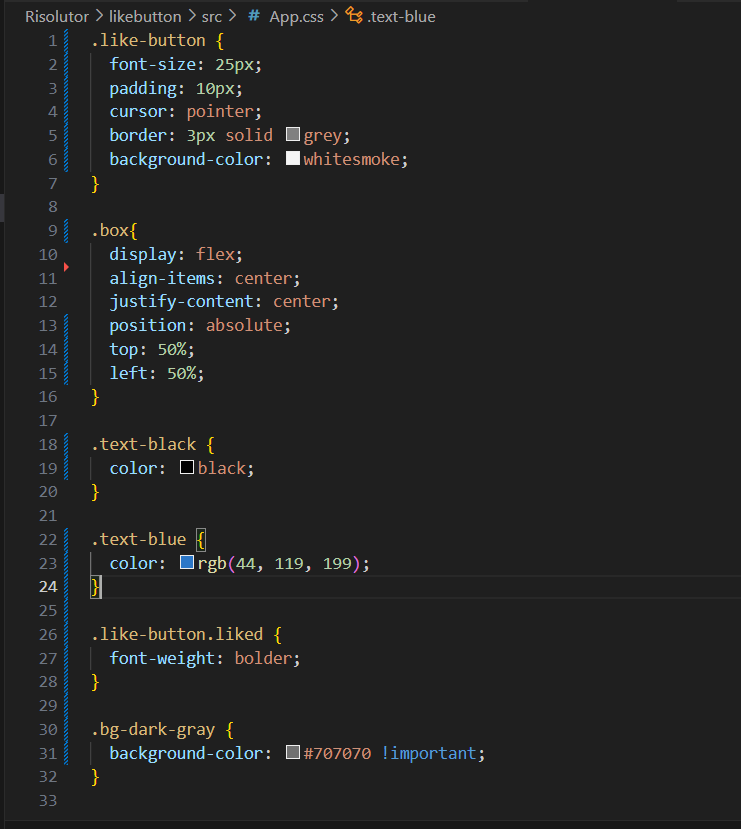 Risolutor > likebutton > src > # App.css > .text-blue
1 .like-button {
2 font-size: 25px;
3 padding: 10px;
4 cursor: pointer;
5 border: 3px solid grey;
6 background-color: whitesmoke;
7 }
8
9 .box{
10 display: flex;
11 align-items: center;
12 justify-content: center;
13 position: absolute;
14 top: 50%;
15 left: 50%;
16 }
17
18 .text-black {
19 color: black;
20 }
21
22 .text-blue {
23 color: rgb(44, 119, 199);
24 }
25
26 .like-button.liked {
27 font-weight: bolder;
28 }
29
30 .bg-dark-gray {
31 background-color: #707070 !important;
32 }
33